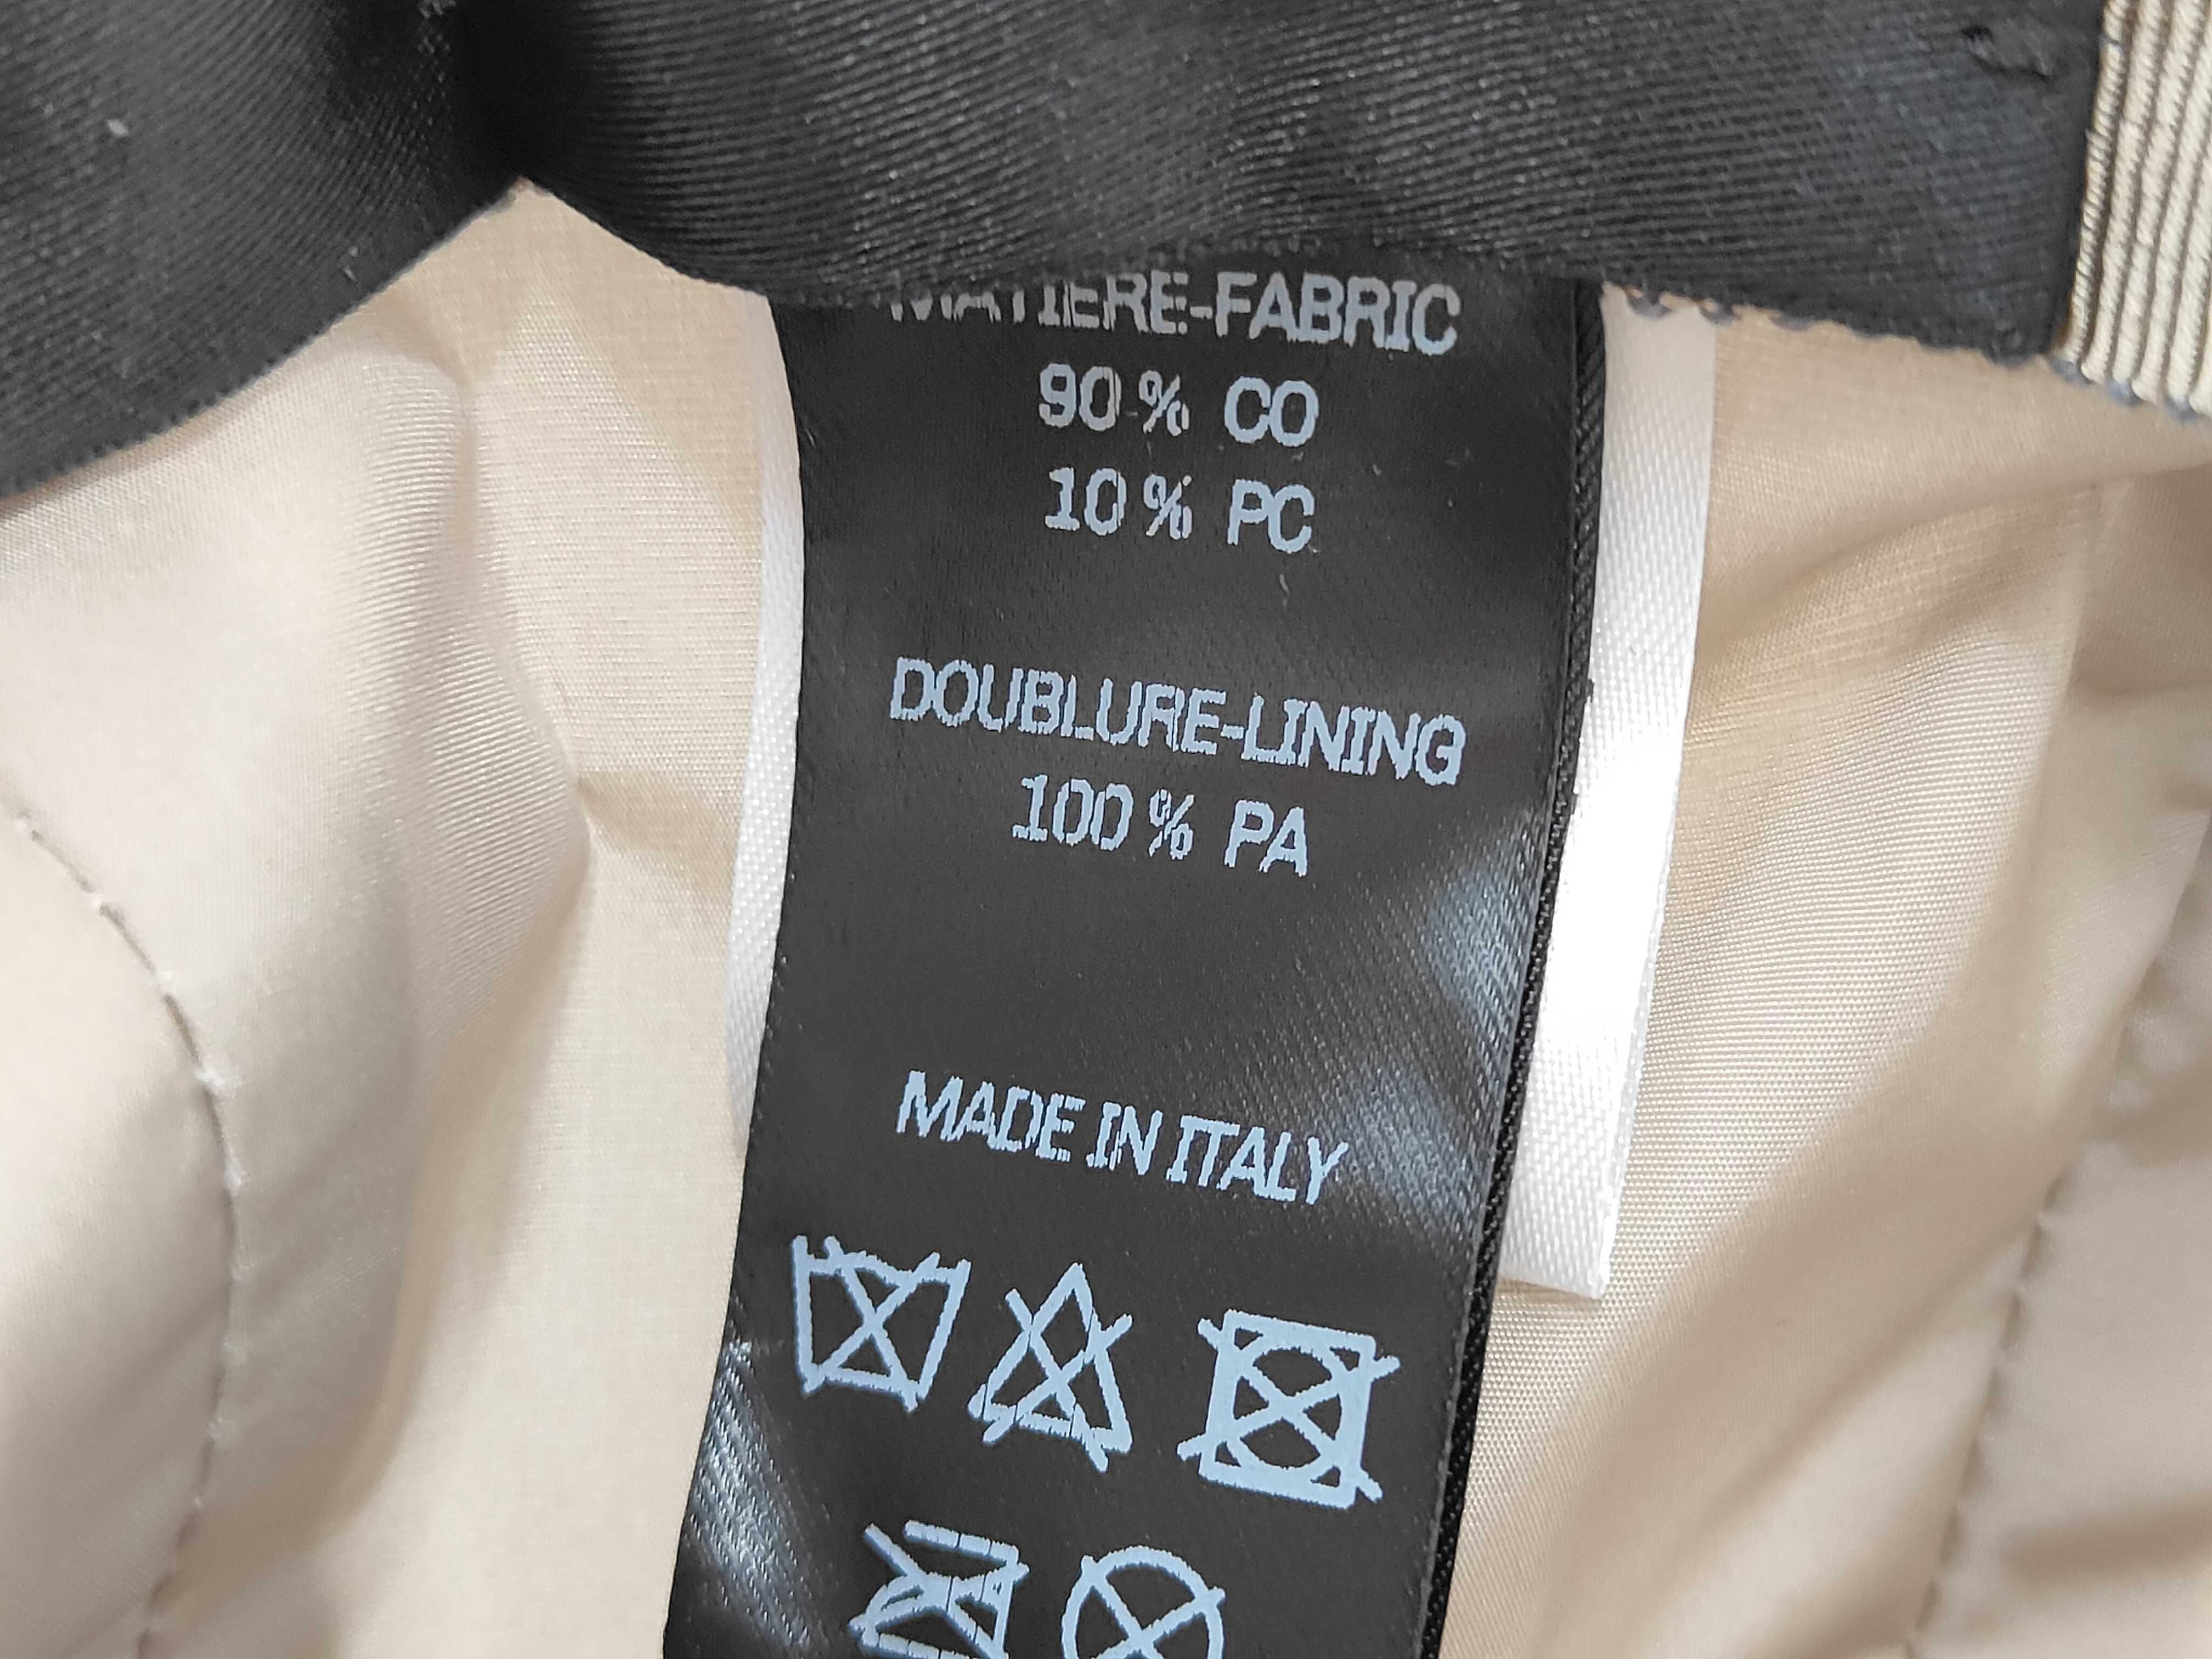 MATIERE-FABRIC
90% CO
10% PC
DOUBLURE-LINING
100% PA
MADE IN ITALY